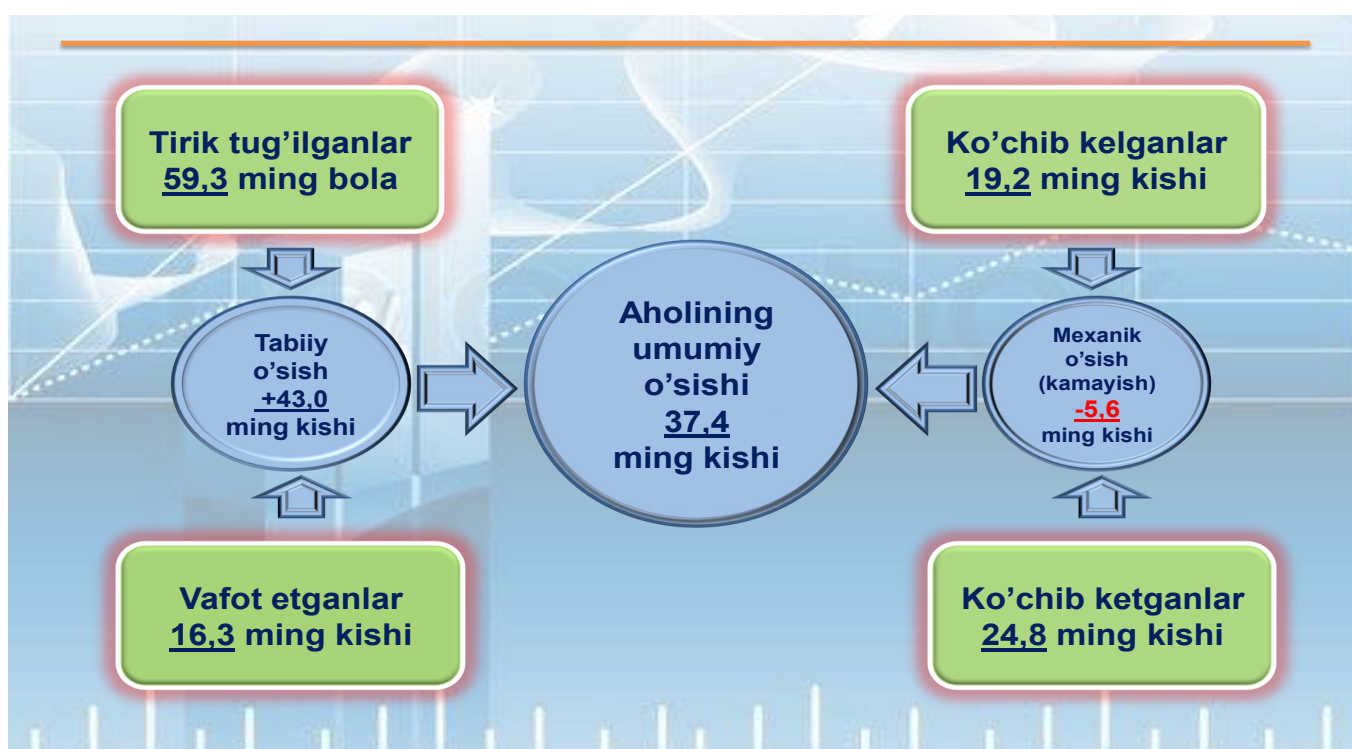 Tirik tug’ilganlar
59,3 ming bola
Ko’chib kelganlar
19,2 ming kishi
Tabiiy
o’sish
+43,0
ming kishi
Aholining
umumiy
o’sishi
37,4
ming kishi
Mexanik
o’sish
(kamayish)
-5,6
ming kishi
Vafot etganlar
16,3 ming kishi
Ko’chib ketganlar
24,8 ming kishi